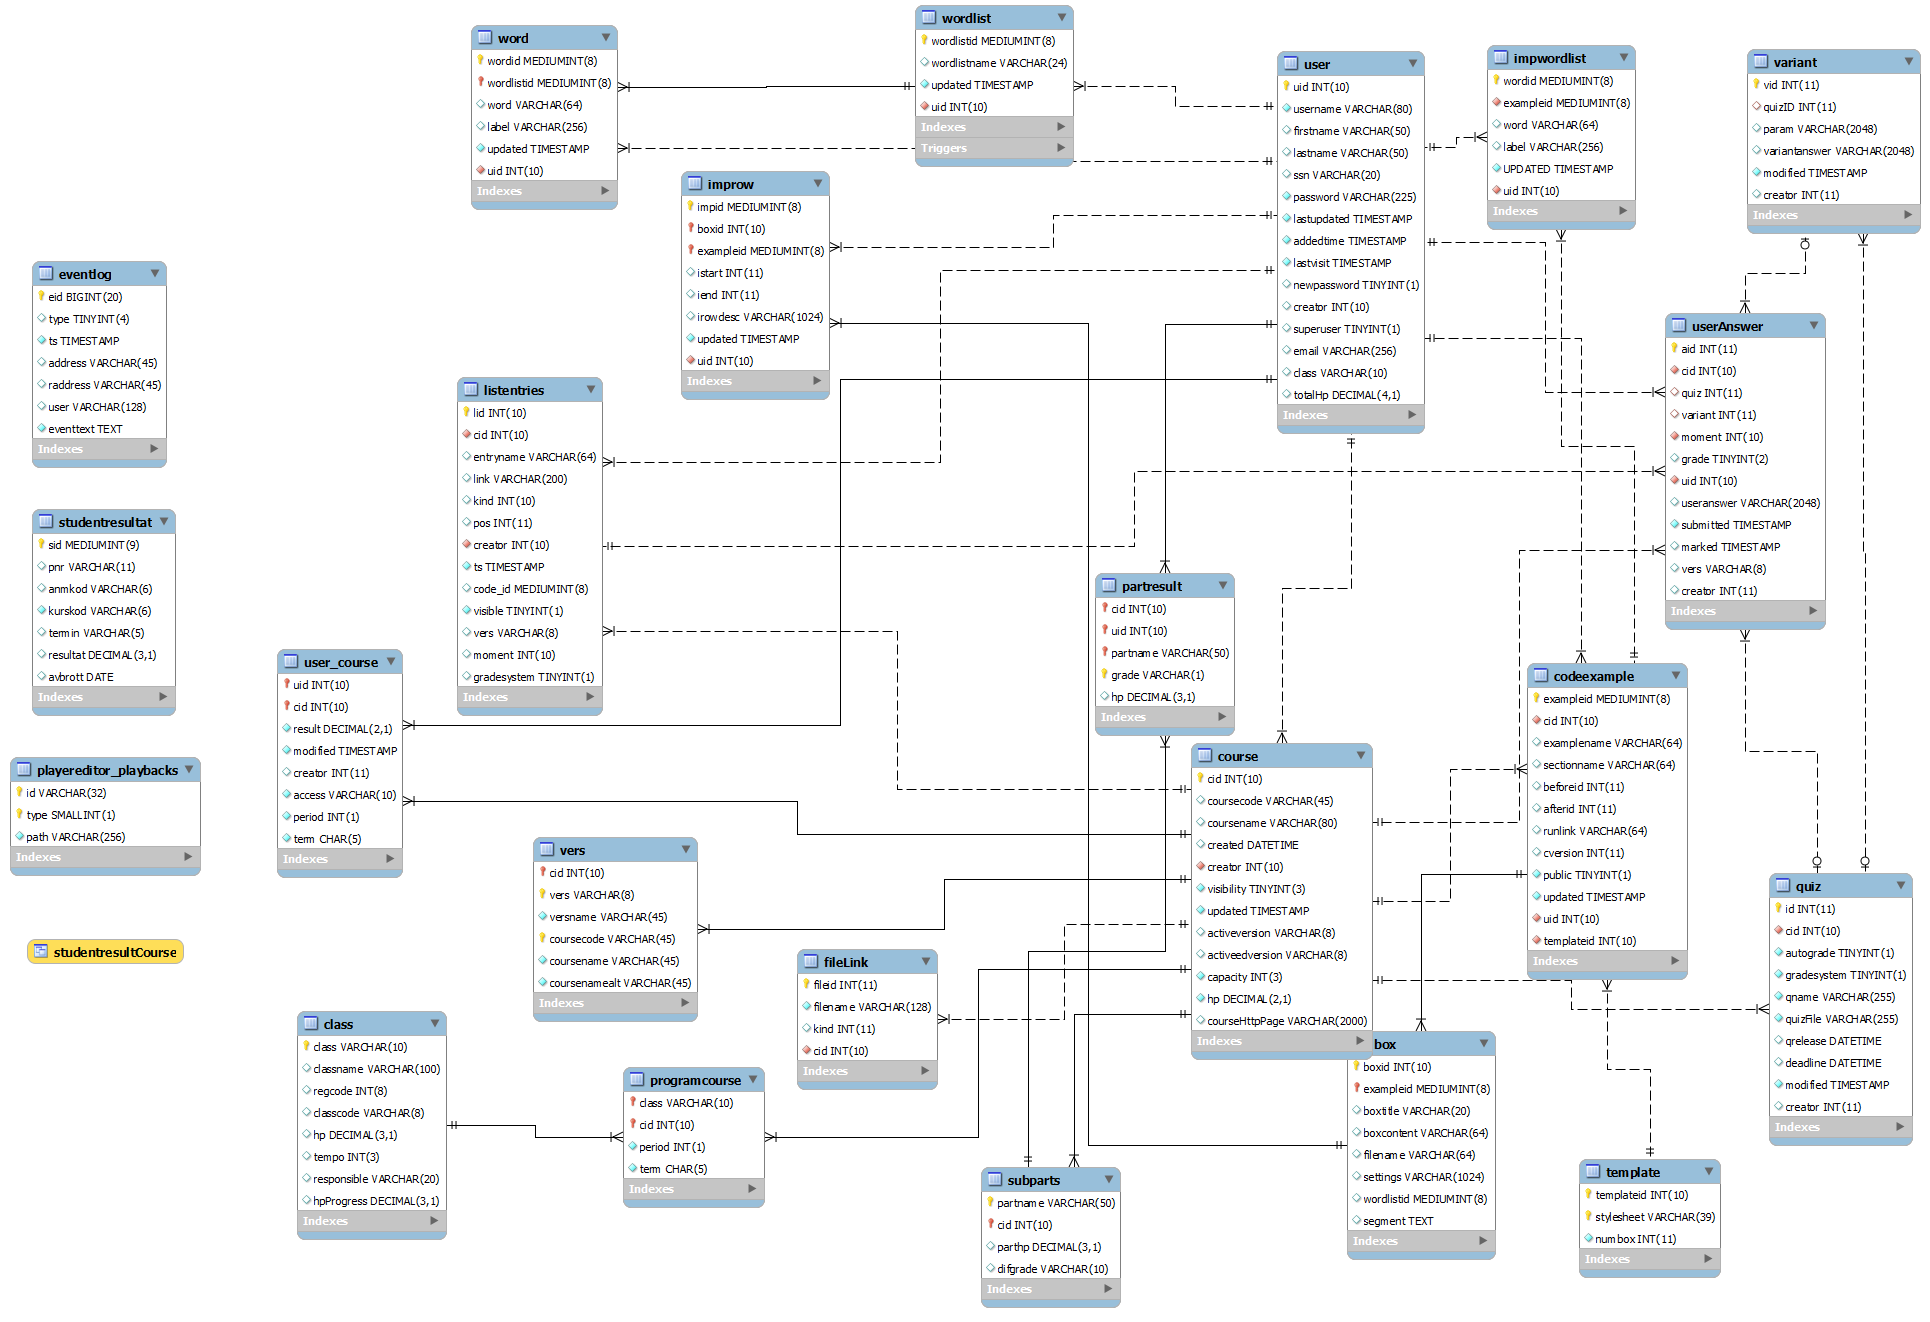 word
wordid MEDIUMINT(8)
wordlistid MEDIUMINT(8)
word VARCHAR(64)
label VARCHAR(256)
updated TIMESTAMP
uid INT(10)
Indexes
wordlist
wordlistid MEDIUMINT(8)
wordlistname VARCHAR(24)
updated TIMESTAMP
uid INT(10)
Indexes
Triggers
user
uid INT(10)
username VARCHAR(80)
firstname VARCHAR(50)
lastname VARCHAR(50)
ssn VARCHAR(20)
password VARCHAR(225)
lastupdated TIMESTAMP
addedtime TIMESTAMP
lastvisit TIMESTAMP
newpassword TINYINT(1)
creator INT(10)
superuser TINYINT(1)
email VARCHAR(256)
class VARCHAR(10)
totalHp DECIMAL(4,1)
Indexes
impwordlist
wordid MEDIUMINT(8)
exampleid MEDIUMINT(8)
word VARCHAR(64)
label VARCHAR(256)
UPDATED TIMESTAMP
uid INT(10)
Indexes
variant
vid INT(11)
quizID INT(11)
param VARCHAR(2048)
variantanswer VARCHAR(2048)
modified TIMESTAMP
creator INT(11)
Indexes
improw
impid MEDIUMINT(8)
boxid INT(10)
exampleid MEDIUMINT(8)
istart INT(11)
iend INT(11)
irowdesc VARCHAR(1024)
updated TIMESTAMP
uid INT(10)
Indexes
eventlog
eid BIGINT(20)
type TINYINT(4)
ts TIMESTAMP
address VARCHAR(45)
raddress VARCHAR(45)
user VARCHAR(128)
eventtext TEXT
Indexes
userAnswer
aid INT(11)
cid INT(10)
quiz INT(11)
variant INT(11)
moment INT(10)
grade TINYINT(2)
uid INT(10)
useranswer VARCHAR(2048)
submitted TIMESTAMP
marked TIMESTAMP
vers VARCHAR(8)
creator INT(11)
Indexes
listentries
lid INT(10)
cid INT(10)
entryname VARCHAR(64)
link VARCHAR(200)
kind INT(10)
pos INT(11)
creator INT(10)
ts TIMESTAMP
code_id MEDIUMINT(8)
visible TINYINT(1)
vers VARCHAR(8)
moment INT(10)
gradesystem TINYINT(1)
Indexes
studentresultat
sid MEDIUMINT(9)
pnr VARCHAR(11)
anmkod VARCHAR(6)
kurskod VARCHAR(6)
termin VARCHAR(5)
resultat DECIMAL(3,1)
avbrott DATE
Indexes
partresult
cid INT(10)
uid INT(10)
partname VARCHAR(50)
grade VARCHAR(1)
hp DECIMAL(3,1)
Indexes
user_course
uid INT(10)
cid INT(10)
result DECIMAL(2,1)
modified TIMESTAMP
creator INT(11)
access VARCHAR(10)
period INT(1)
term CHAR(5)
Indexes
codeexample
exampleid MEDIUMINT(8)
cid INT(10)
examplename VARCHAR(64)
sectionname VARCHAR(64)
beforeid INT(11)
afterid INT(11)
runlink VARCHAR(64)
cversion INT(11)
public TINYINT(1)
updated TIMESTAMP
uid INT(10)
templateid INT(10)
Indexes
playereditor_playbacks
id VARCHAR(32)
type SMALLINT(1)
path VARCHAR(256)
Indexes
course
cid INT(10)
coursecode VARCHAR(45)
coursename VARCHAR(80)
created DATETIME
creator INT(10)
visibility TINYINT(3)
updated TIMESTAMP
activeversion VARCHAR(8)
activeedversion VARCHAR(8)
capacity INT(3)
hp DECIMAL(2,1)
courseHttpPage VARCHAR(2000)
Indexes
vers
cid INT(10)
vers VARCHAR(8)
versname VARCHAR(45)
coursecode VARCHAR(45)
coursename VARCHAR(45)
coursenamealt VARCHAR(45)
Indexes
quiz
id INT(11)
cid INT(10)
autograde TINYINT(1)
gradesystem TINYINT(1)
qname VARCHAR(255)
quizFile VARCHAR(255)
qrelease DATETIME
deadline DATETIME
modified TIMESTAMP
creator INT(11)
Indexes
studentresultCourse
fileLink
fileid INT(11)
filename VARCHAR(128)
kind INT(11)
cid INT(10)
Indexes
class
class VARCHAR(10)
classname VARCHAR(100)
regcode INT(8)
classcode VARCHAR(8)
hp DECIMAL(3,1)
tempo INT(3)
responsible VARCHAR(20)
hpProgress DECIMAL(3,1)
Indexes
box
boxid INT(10)
exampleid MEDIUMINT(8)
boxtitle VARCHAR(20)
boxcontent VARCHAR(64)
filename VARCHAR(64)
settings VARCHAR(1024)
wordlistid MEDIUMINT(8)
segment TEXT
Indexes
programcourse
class VARCHAR(10)
cid INT(10)
period INT(1)
term CHAR(5)
Indexes
subparts
partname VARCHAR(50)
cid INT(10)
parthp DECIMAL(3,1)
difgrade VARCHAR(10)
Indexes
template
templateid INT(10)
stylesheet VARCHAR(39)
numbox INT(11)
Indexes